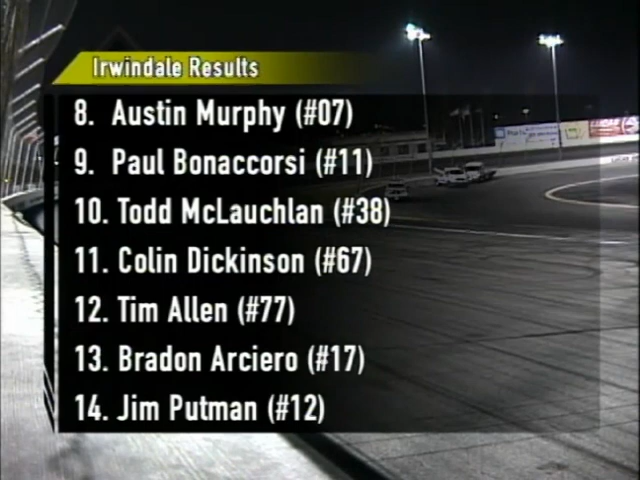 Irwindale Results
8. Austin Murphy (#07)
9. Paul Bonaccorsi (#11)
10. Todd McLauchlan (#38)
11. Colin Dickinson (#67)
12. Tim Allen (#77)
13. Bradon Arciero (#17)
14. Jim Putman (#12)